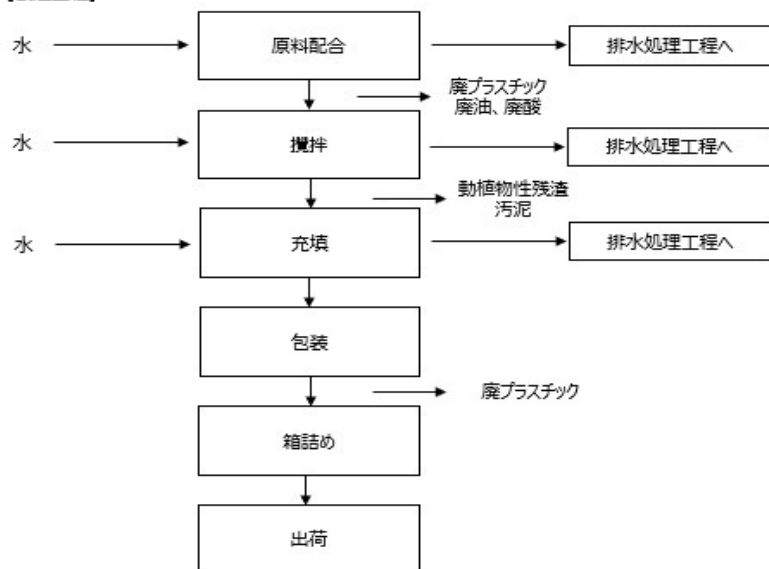 水
原料配合
排水処理工程へ
廃プラスチック
廃油、廃酸
水
攪拌
排水処理工程へ
動植物性残渣
汚泥
水
充填
排水処理工程へ
包装
廃プラスチック
箱詰め
出荷